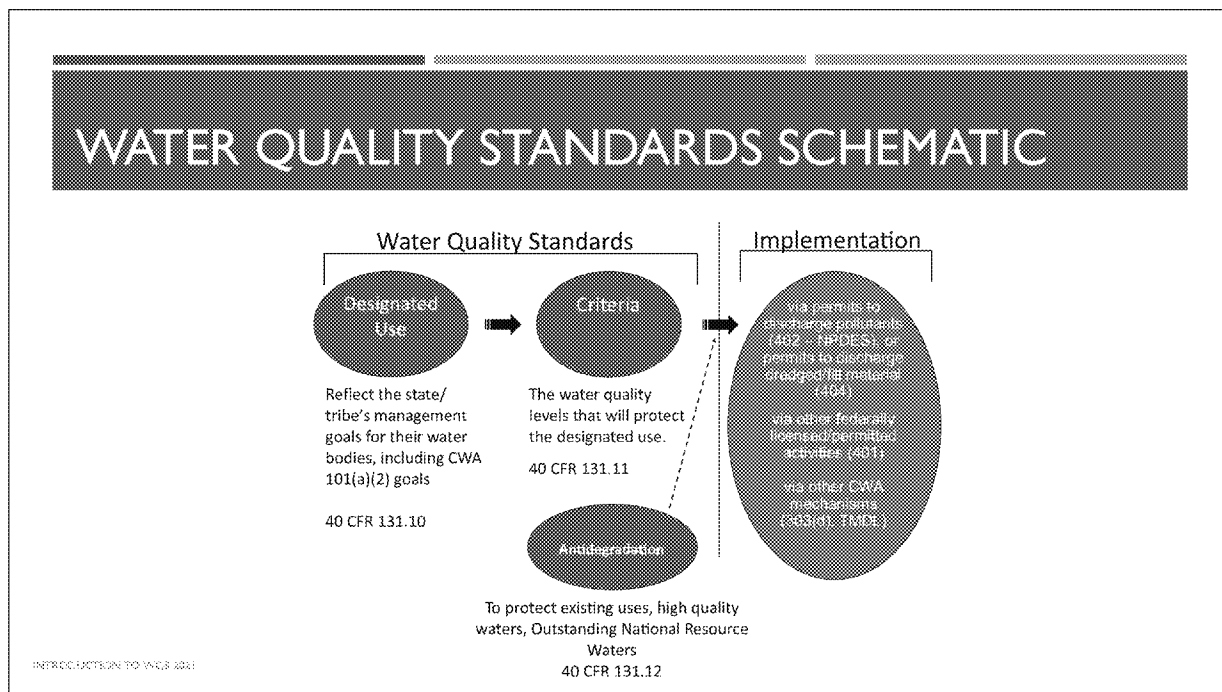 WATER QUALITY STANDARDS SCHEMATIC
Water Quality Standards
Implementation
Designated
Use
Criteria
Reflect the state/
tribe's management
goals for their water
bodies, including CWA
101(a)(2) goals
40 CFR 131.10
The water quality
levels that will protect
the designated use.
40 CFR 131.11
Antidegradation
To protect existing uses, high quality
waters, Outstanding National Resource
Waters
40 CFR 131.12
via permits to
discharge pollutants
(402 – NPDES), or
permits to discharge
dredged/fill material
(404)
via other federally
licensed/permitted
activities (401)
via other CWA
mechanisms
(303(d), TMDL)
INTRODUCTION TO WQS